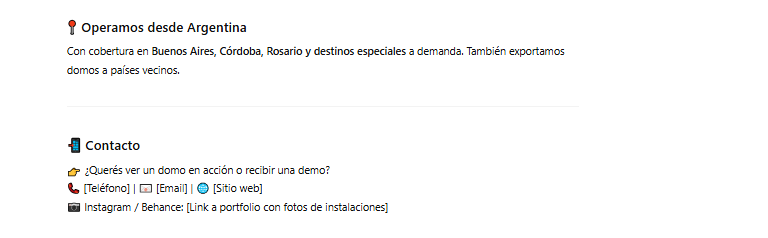 📍 Operamos desde Argentina
Con cobertura en Buenos Aires, Córdoba, Rosario y destinos especiales a demanda. También exportamos
domos a países vecinos.
📲 Contacto
👉 ¿Querés ver un domo en acción o recibir una demo?
📞 [Teléfono] | 📧 [Email] | 🌐 [Sitio web]
📷 Instagram / Behance: [Link a portfolio con fotos de instalaciones]